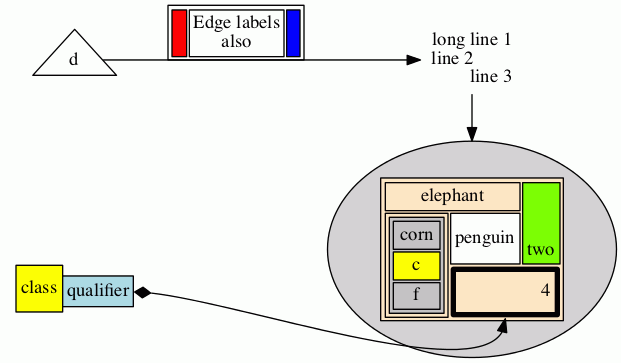 Edge labels
also
d
long line 1
line 2
line 3
elephant
two
corn
c
f
penguin
4
class
qualifier